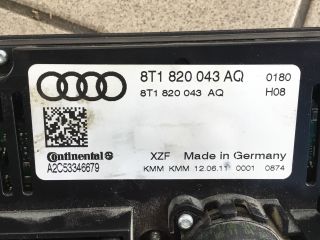 8T1 820 043 AQ 0180
8T1 820 043 AQ H08
Continental
A2C53346679
XZF Made in Germany
KMM KMM 12.06.11 0001 0874